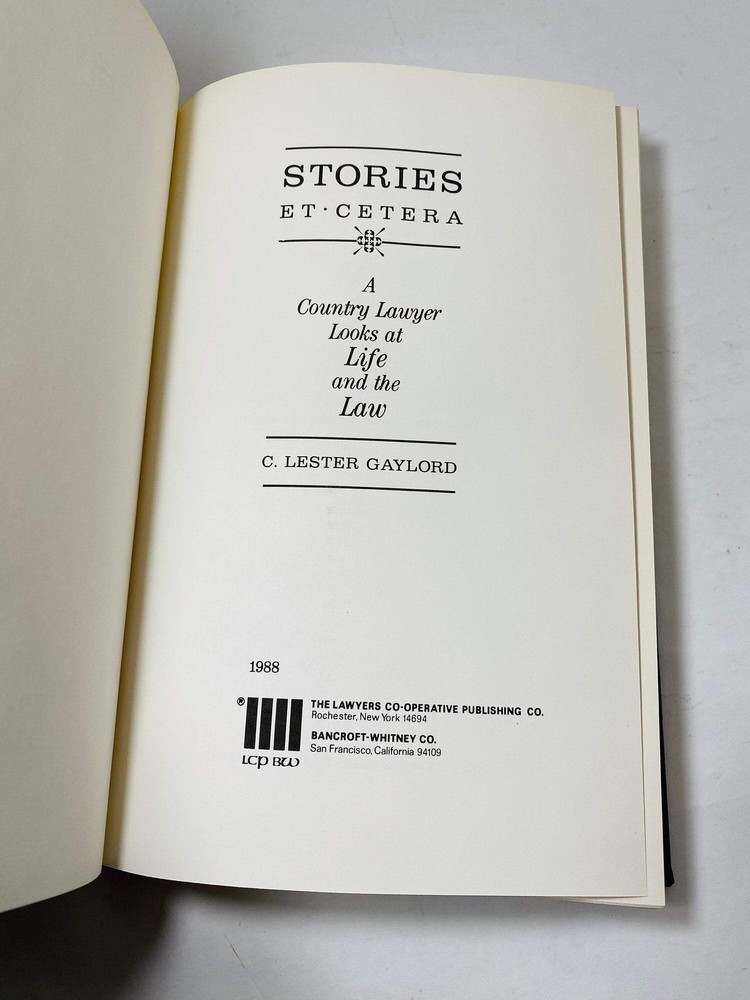 STORIES
ET·CETERA
A
Country Lawyer
Looks at
Life
and the
Law
C. LESTER GAYLORD
1988
®
THE LAWYERS CO-OPERATIVE PUBLISHING CO.
Rochester, New York 14694
BANCROFT-WHITNEY CO.
San Francisco, California 94109
LCP BW